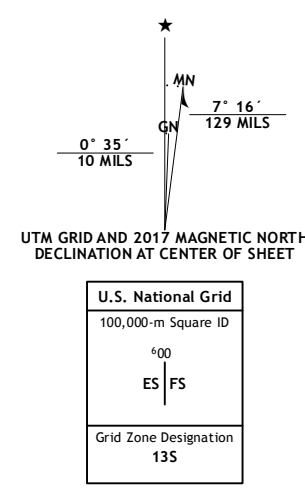 ★
MN
7° 16´
129 MILS
GN
0° 35´
10 MILS
UTM GRID AND 2017 MAGNETIC NORTH
DECLINATION AT CENTER OF SHEET
U.S. National Grid
100,000-m Square ID
⁶00
ES FS
Grid Zone Designation
13S